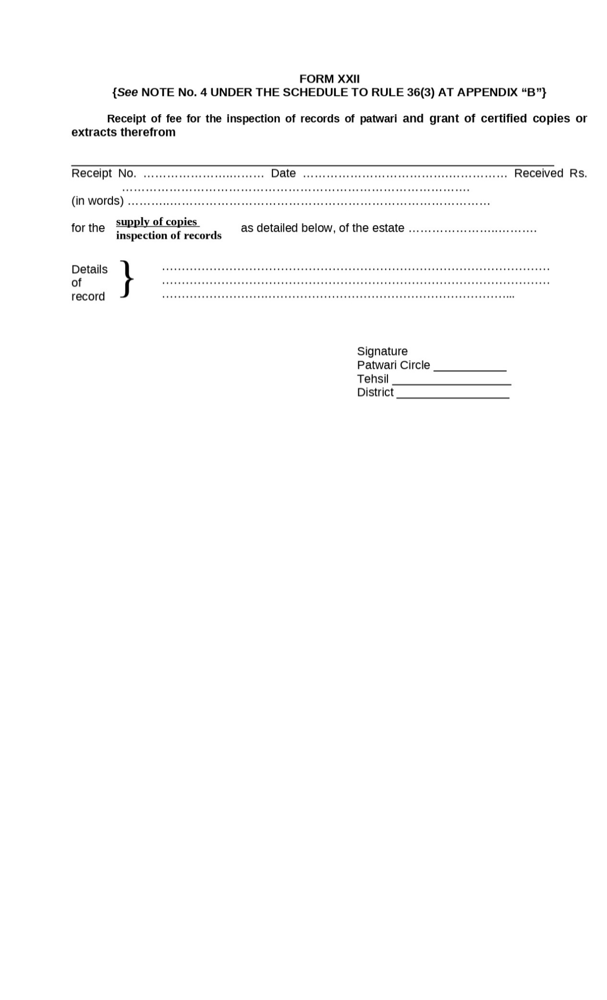 FORM XXII
{See NOTE No. 4 UNDER THE SCHEDULE TO RULE 36(3) AT APPENDIX “B”}
Receipt of fee for the inspection of records of patwari and grant of certified copies or
extracts therefrom
Receipt No. ………………….……… Date ……………………………….…………… Received Rs.
…………………………………………………………………………….
(in words) ………..………………………………………………………………………
for the supply of copies as detailed below, of the estate ………………….……….
inspection of records
Details } ………………………………………………………………………………………
of ………………………………………………………………………………………
record ……………………….……………………………………………………...
Signature
Patwari Circle ___________
Tehsil __________________
District _________________